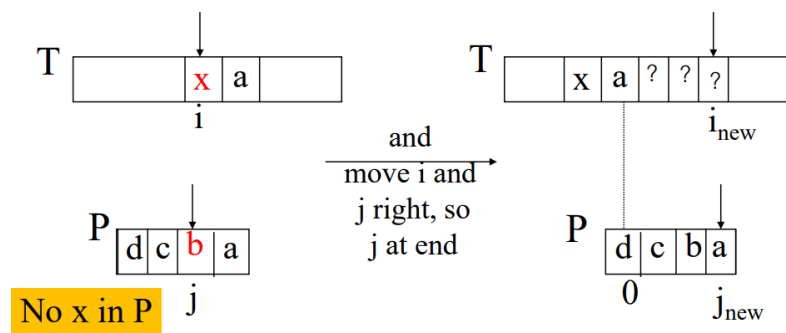 T
x a
i
P
d c b a
j
No x in P
and
move i and
j right, so
j at end
T
x a ? ? ?
i new
P
d c b a
0
j new